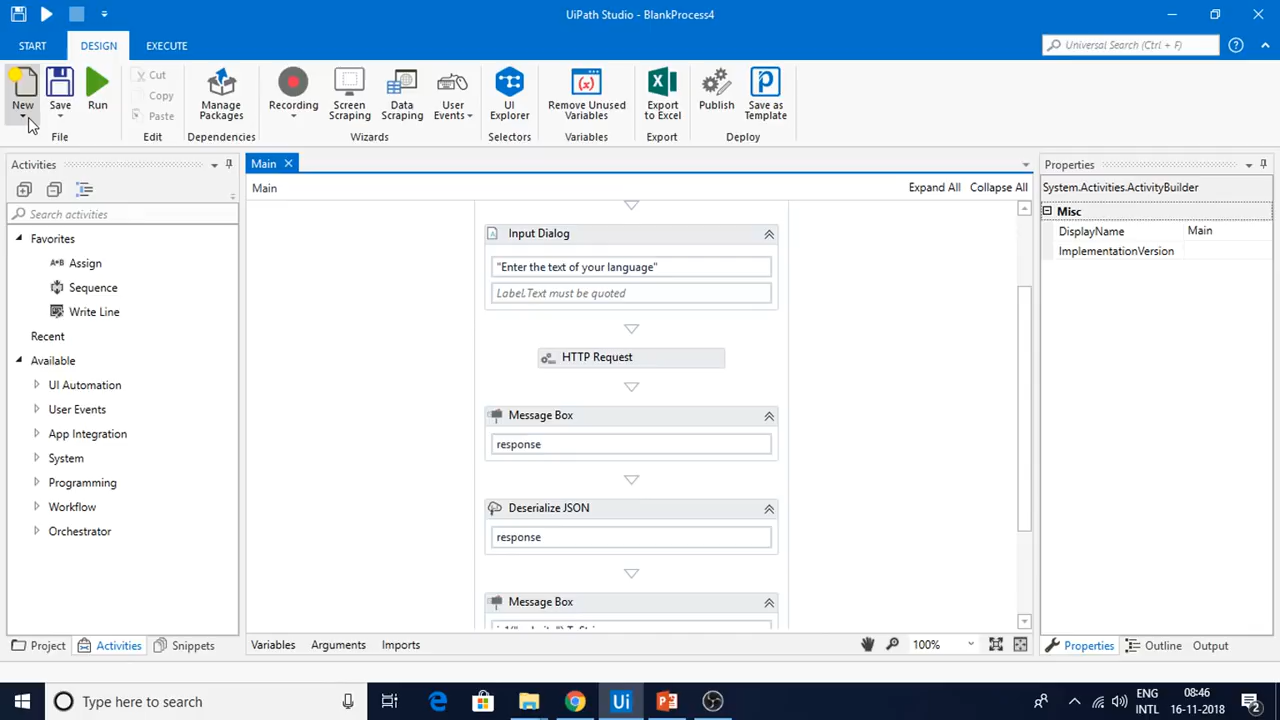 UiPath Studio - BlankProcess4
START
DESIGN
EXECUTE
Universal Search (Ctrl + F)
New
Save
Run
Cut
Copy
Paste
Manage
Packages
Recording
Screen
Scraping
Data
Scraping
User
Events
UI
Explorer
Remove Unused
Variables
Export
to Excel
Publish
Save as
Template
File
Edit
Dependencies
Wizards
Selectors
Variables
Export
Deploy
Activities
Search activities
Favorites
Assign
Sequence
Write Line
Recent
Available
UI Automation
User Events
App Integration
System
Programming
Workflow
Orchestrator
Project
Activities
Snippets
Main
Main
Expand All
Collapse All
Input Dialog
"Enter the text of your language"
Label.Text must be quoted
HTTP Request
Message Box
response
Deserialize JSON
response
Message Box
Variables
Arguments
Imports
100%
Properties
System.Activities.ActivityBuilder
Misc
DisplayName
Main
ImplementationVersion
Properties
Outline
Output
Type here to search
Ui
ENG
INTL
08:46
16-11-2018
2